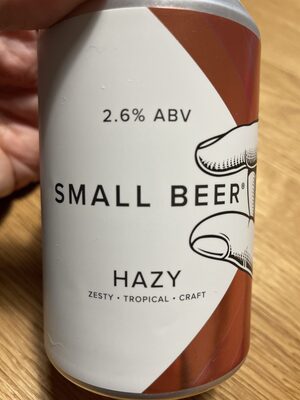 2.6% ABV
SMALL BEER®
HAZY
ZESTY • TROPICAL • CRAFT